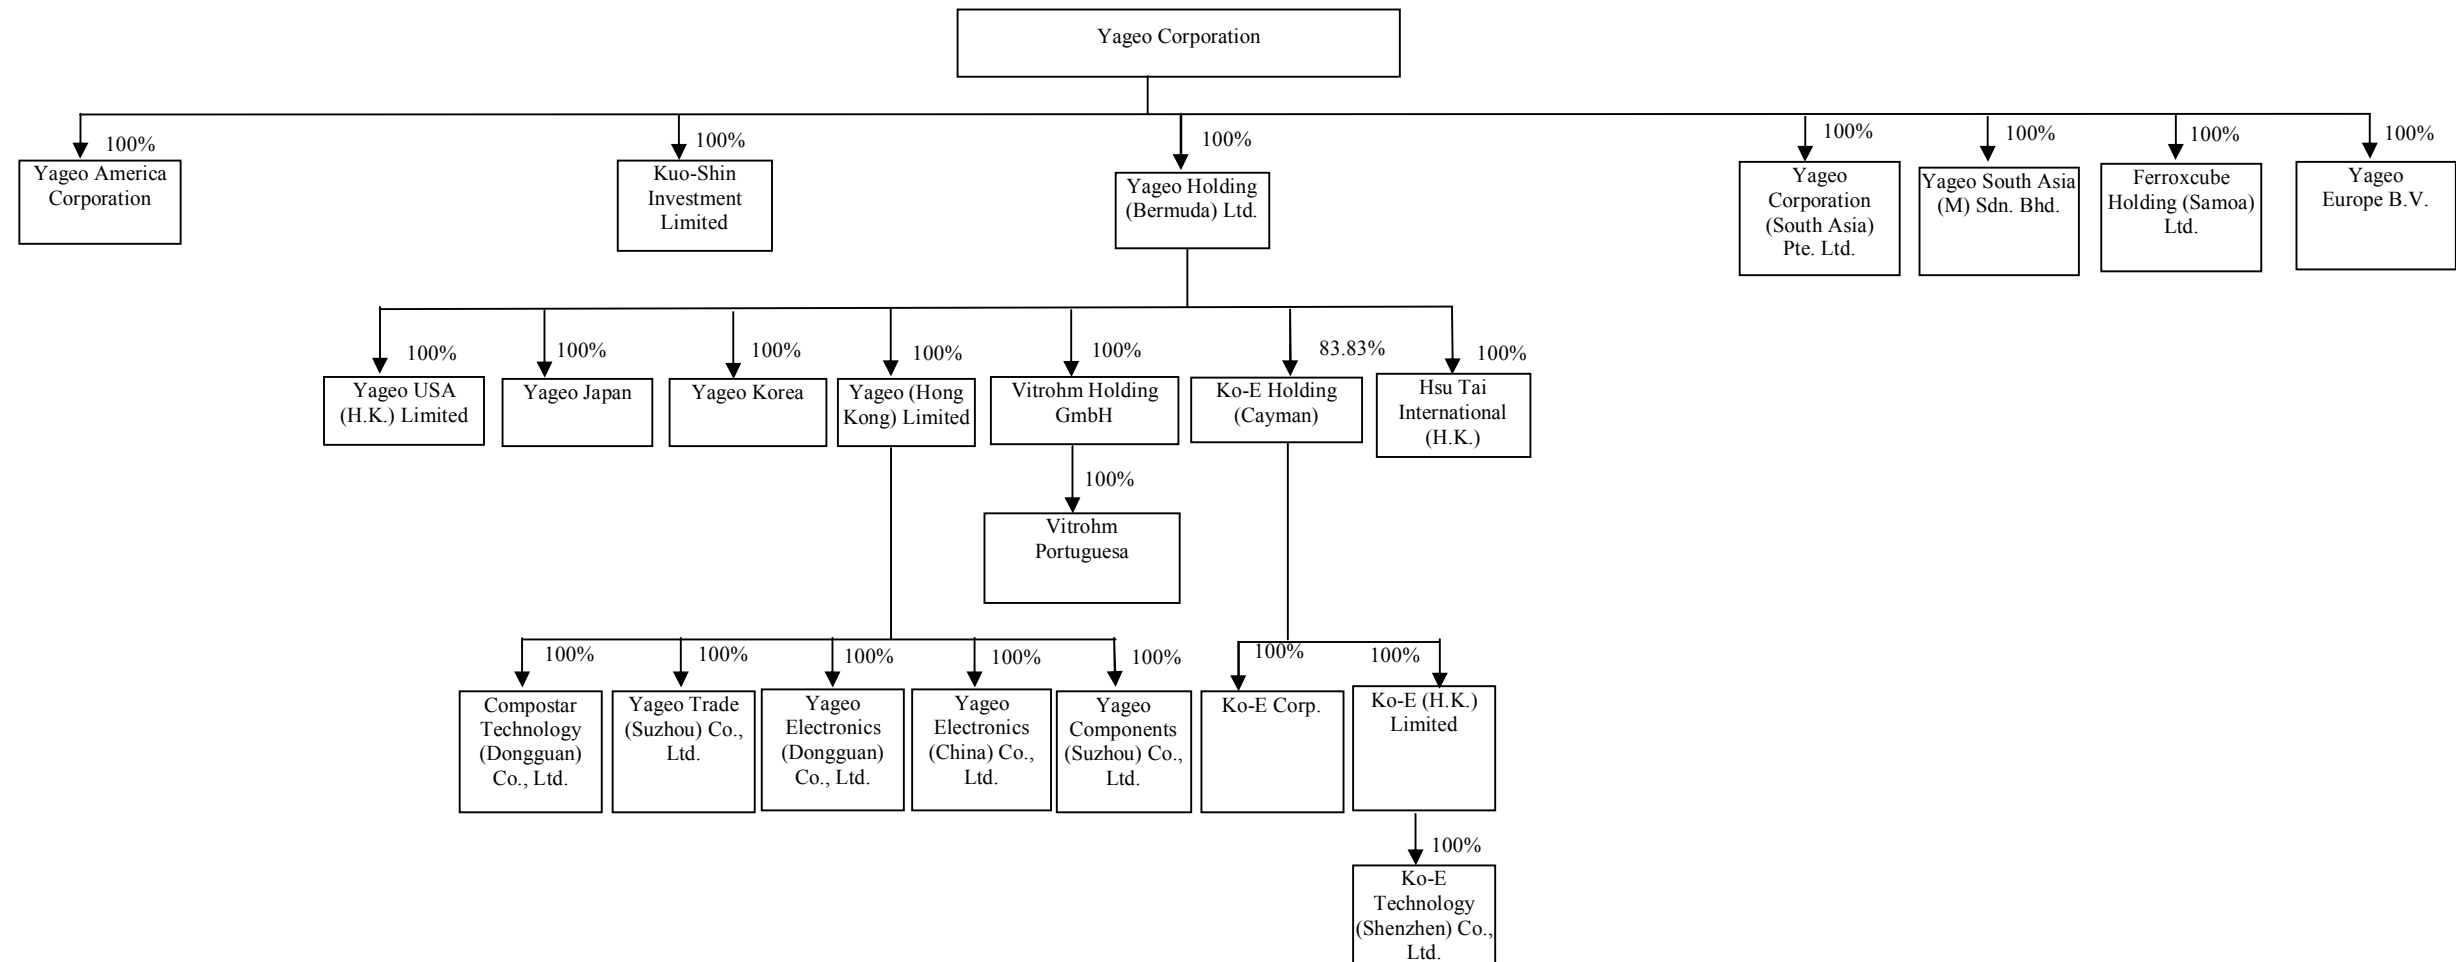 Yageo Corporation
100%
100%
100%
100%
100%
100%
100%
Yageo America
Corporation
Kuo-Shin
Investment
Limited
Yageo Holding
(Bermuda) Ltd.
Yageo
Corporation
(South Asia)
Pte. Ltd.
Yageo South Asia
(M) Sdn. Bhd.
Ferroxcube
Holding (Samoa)
Ltd.
Yageo
Europe B.V.
100%
100%
100%
100%
100%
83.83%
100%
Yageo USA
(H.K.) Limited
Yageo Japan
Yageo Korea
Yageo (Hong
Kong) Limited
Vitrohm Holding
GmbH
Ko-E Holding
(Cayman)
Hsu Tai
International
(H.K.)
100%
Vitrohm
Portuguesa
100%
100%
100%
100%
100%
100%
100%
Compostar
Technology
(Dongguan)
Co., Ltd.
Yageo Trade
(Suzhou) Co.,
Ltd.
Yageo
Electronics
(Dongguan)
Co., Ltd.
Yageo
Electronics
(China) Co.,
Ltd.
Yageo
Components
(Suzhou) Co.,
Ltd.
Ko-E Corp.
Ko-E (H.K.)
Limited
100%
Ko-E
Technology
(Shenzhen) Co.,
Ltd.